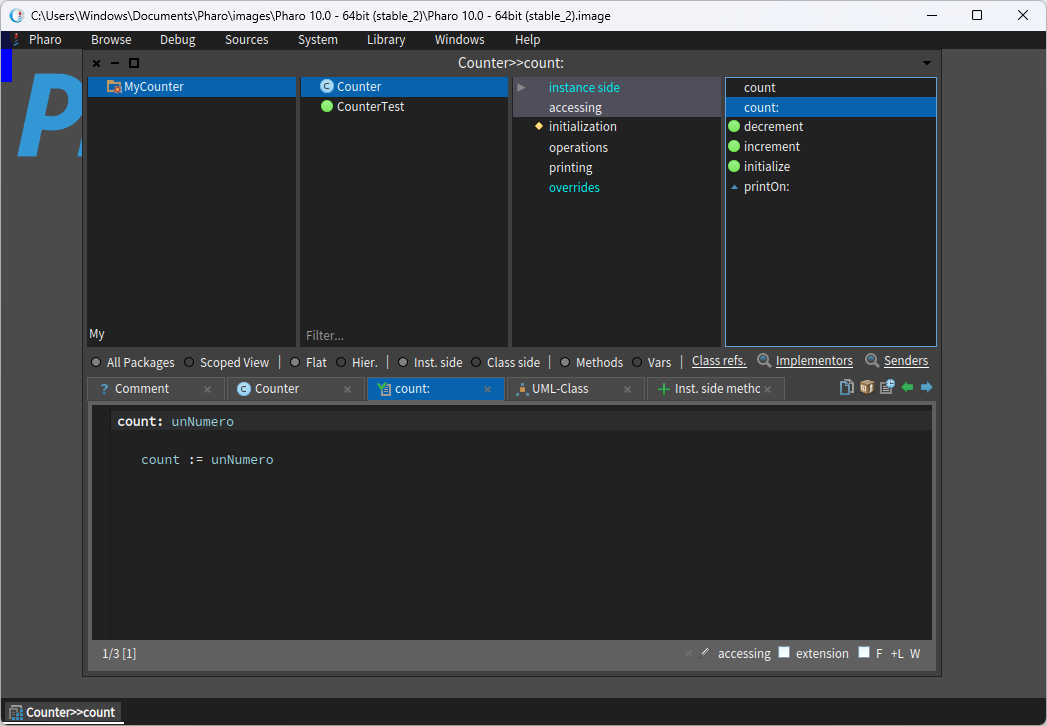 C:\Users\Windows\Documents\Pharo\images\Pharo 10.0 - 64bit (stable_2)\Pharo 10.0 - 64bit (stable_2).image
Pharo Browse Debug Sources System Library Windows Help
Counter>>count:
P
MyCounter
My
Counter
CounterTest
Filter...
instance side
accessing
initialization
operations
printing
overrides
count
count:
decrement
increment
initialize
printOn:
All Packages Scoped View | Flat Hier. | Inst. side Class side | Methods Vars | Class refs. Implementors Senders
? Comment × C Counter × count: × UML-Class × Inst. side methc ×
count: unNumero
count := unNumero
1/3 [1] accessing extension F +L W
Counter>>count